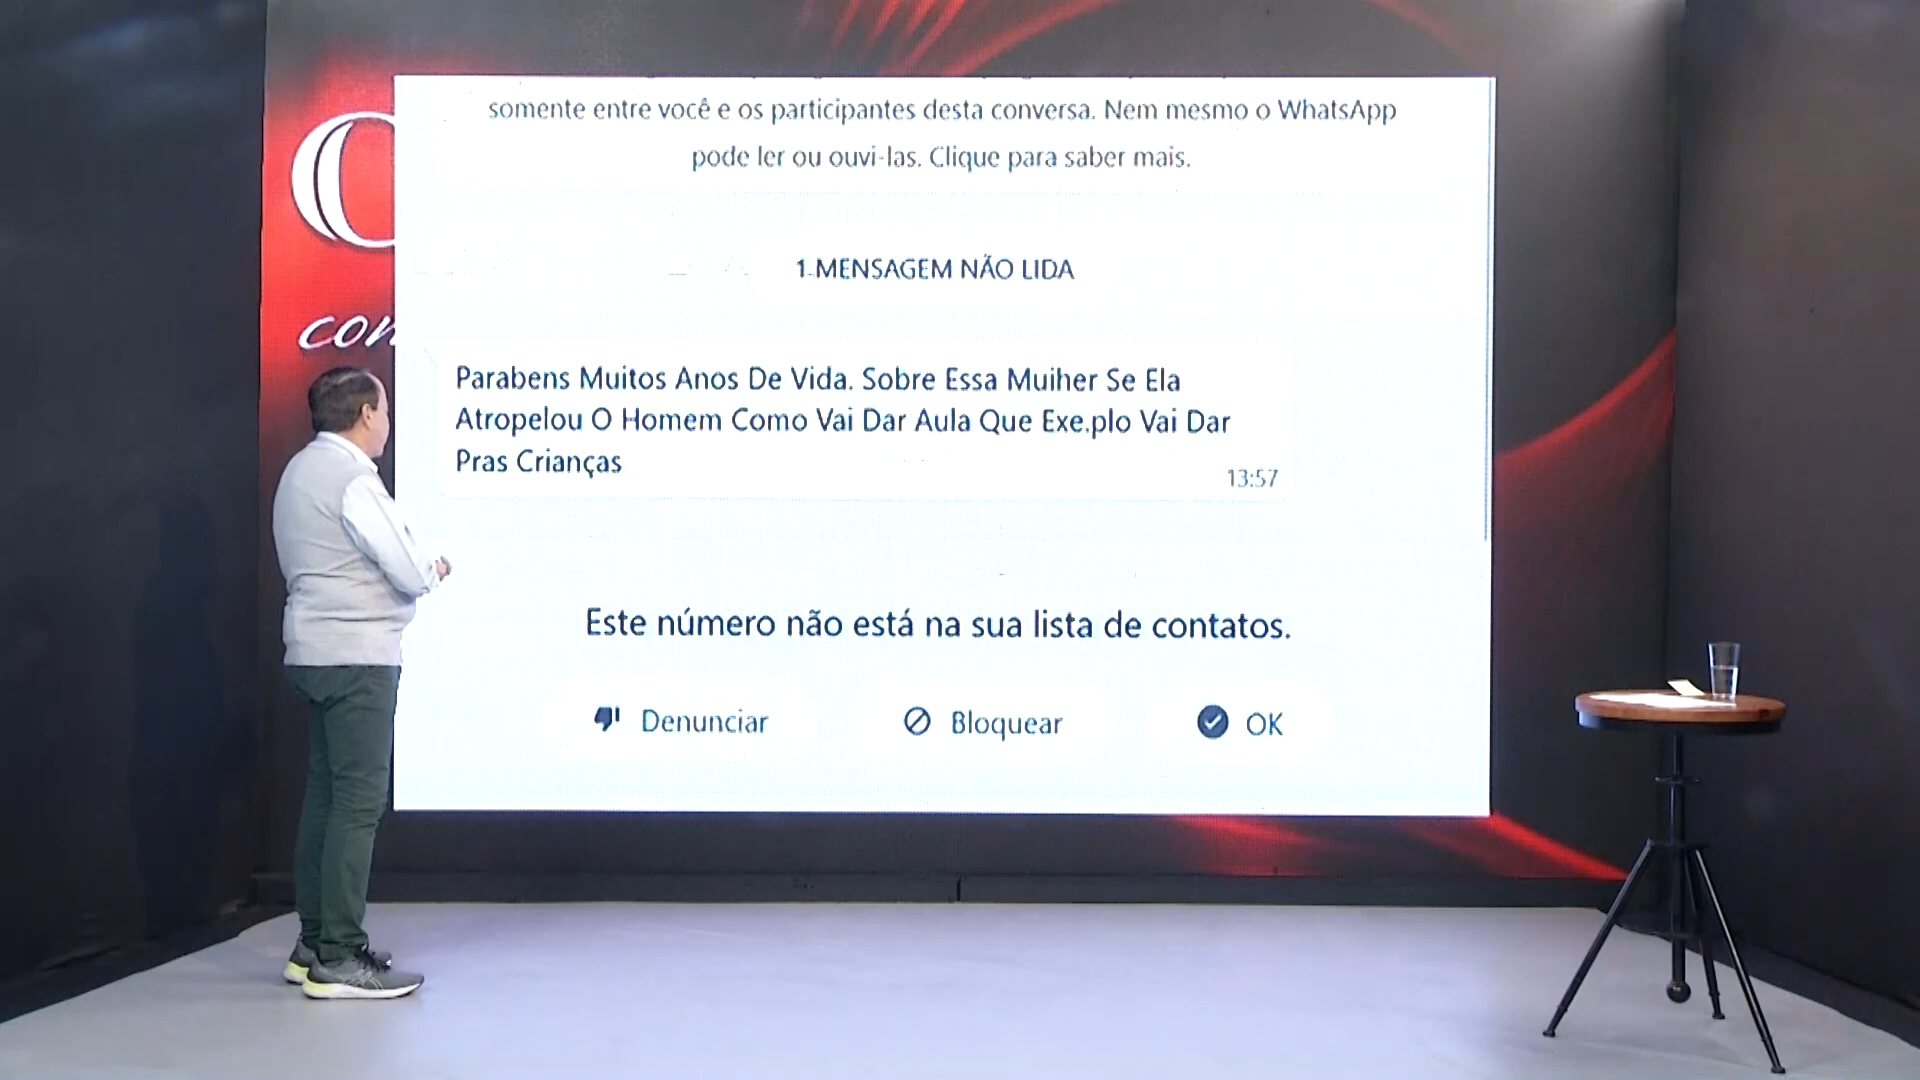 somente entre você e os participantes desta conversa. Nem mesmo o WhatsApp
pode ler ou ouvi-las. Clique para saber mais.
1 MENSAGEM NÃO LIDA
Parabens Muitos Anos De Vida. Sobre Essa Muiher Se Ela
Atropelou O Homem Como Vai Dar Aula Que Exe.plo Vai Dar
Pras Crianças
13:57
Este número não está na sua lista de contatos.
Denunciar
Bloquear
OK